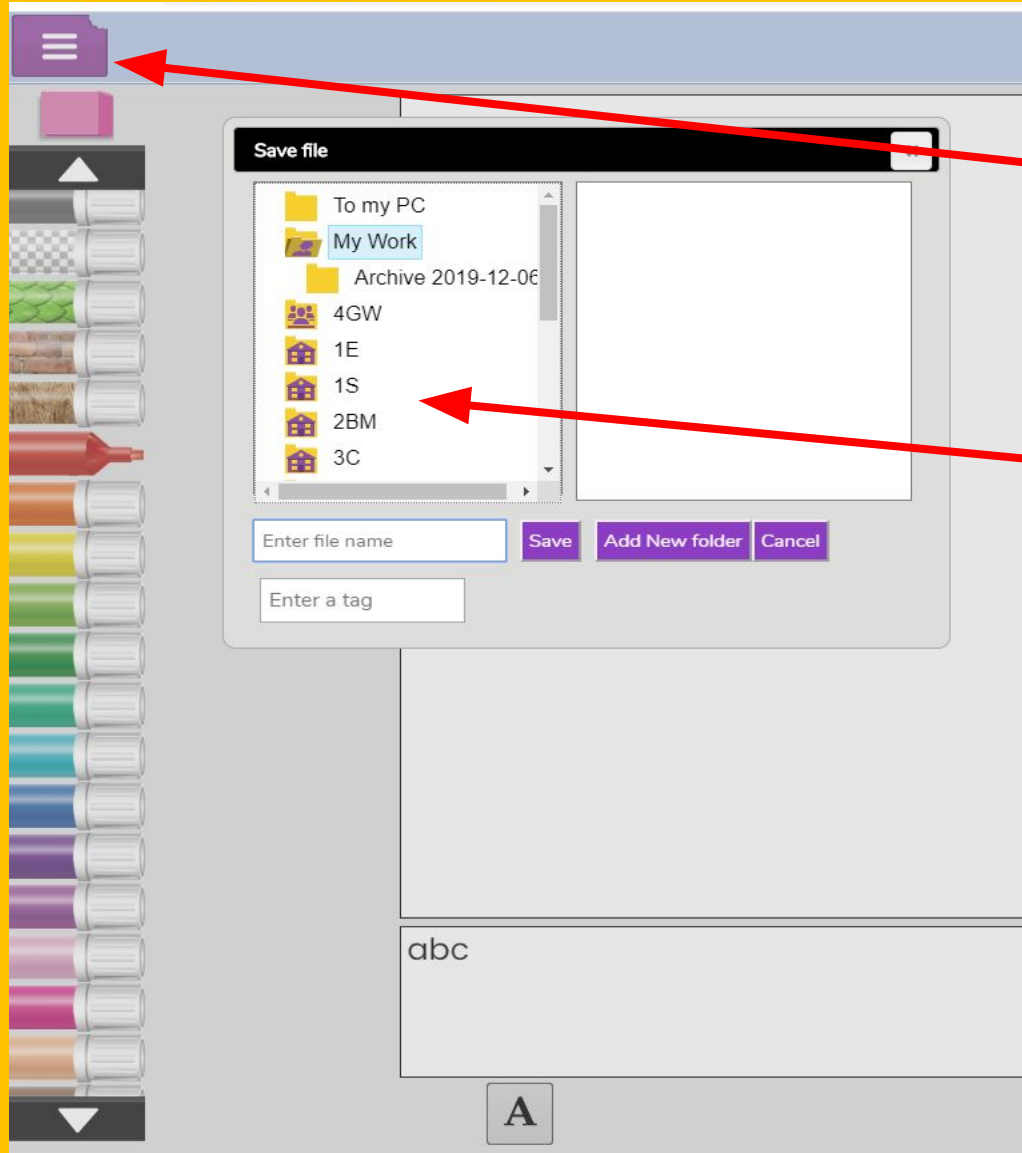 Save file
To my PC
My Work
Archive 2019-12-06
4GW
1E
1S
2BM
3C
Enter file name
Save
Add New folder
Cancel
Enter a tag
abc
A